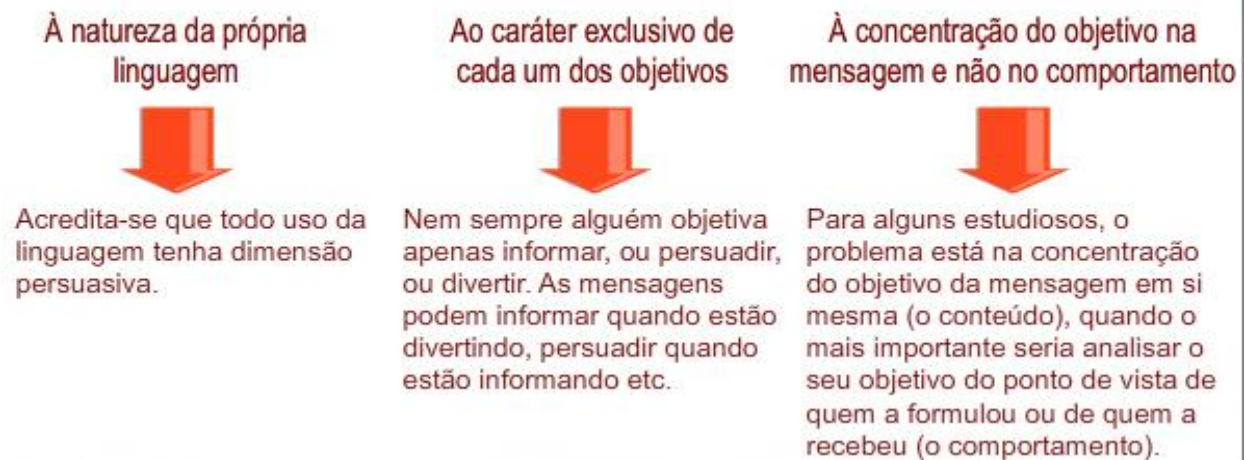 À natureza da própria
linguagem
Acredita-se que todo uso da
linguagem tenha dimensão
persuasiva.
Ao caráter exclusivo de
cada um dos objetivos
Nem sempre alguém objetiva
apenas informar, ou persuadir,
ou divertir. As mensagens
podem informar quando estão
divertindo, persuadir quando
estão informando etc.
À concentração do objetivo na
mensagem e não no comportamento
Para alguns estudiosos, o
problema está na concentração
do objetivo da mensagem em si
mesma (o conteúdo), quando o
mais importante seria analisar o
seu objetivo do ponto de vista de
quem a formulou ou de quem a
recebeu (o comportamento).